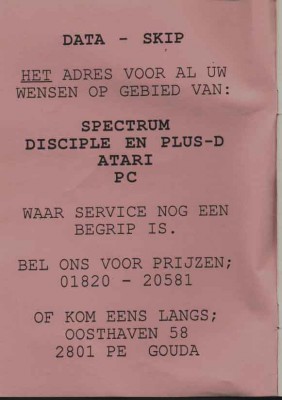 DATA - SKIP
HET ADRES VOOR AL UW
WENSEN OP GEBIED VAN:
SPECTRUM
DISCIPLE EN PLUS-D
ATARI
PC
WAAR SERVICE NOG EEN
BEGRIP IS.
BEL ONS VOOR PRIJZEN;
01820 - 20581
OF KOM EENS LANGS;
OOSTHAVEN 58
2801 PE GOUDA